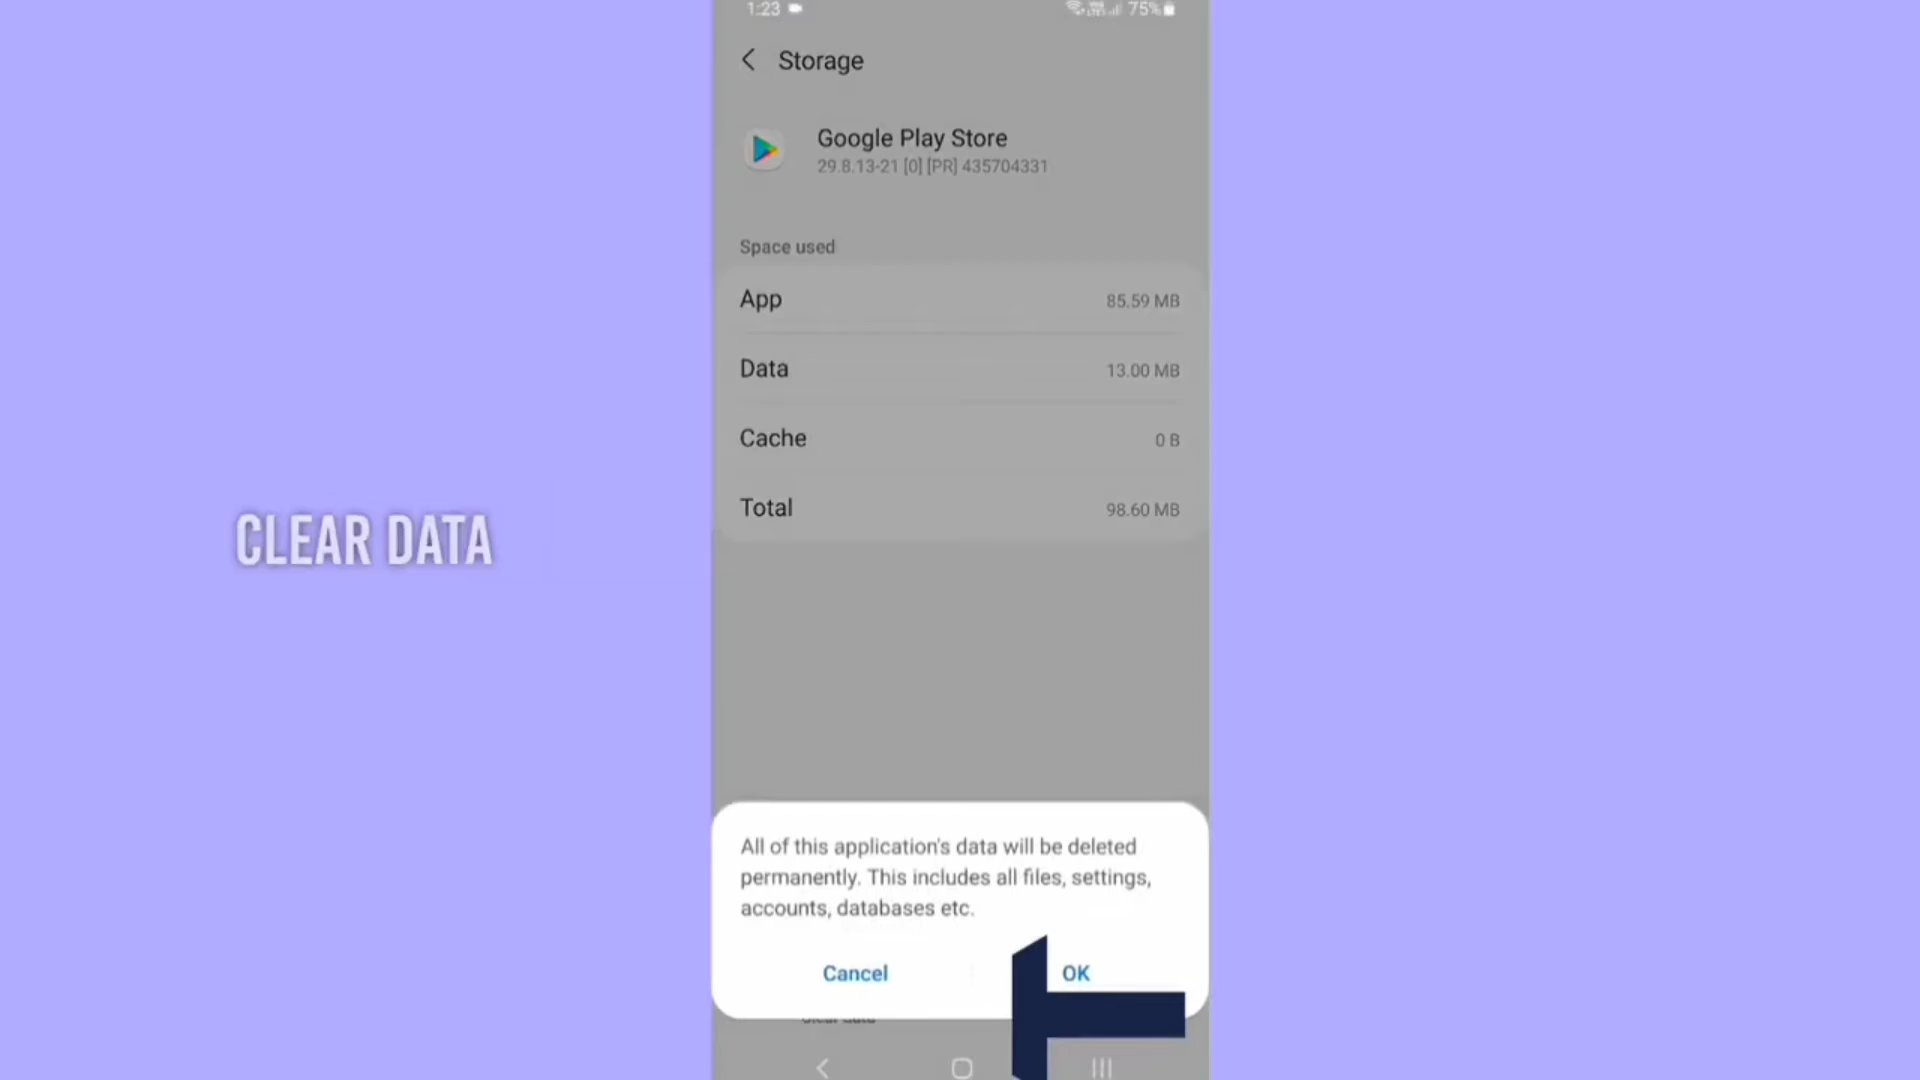 1:23
75%
Storage
Google Play Store
29.8.13-21 [0] [PR] 435704331
Space used
App
85.59 MB
Data
13.00 MB
Cache
0 B
Total
98.60 MB
CLEAR DATA
All of this application's data will be deleted
permanently. This includes all files, settings,
accounts, databases etc.
Cancel
OK